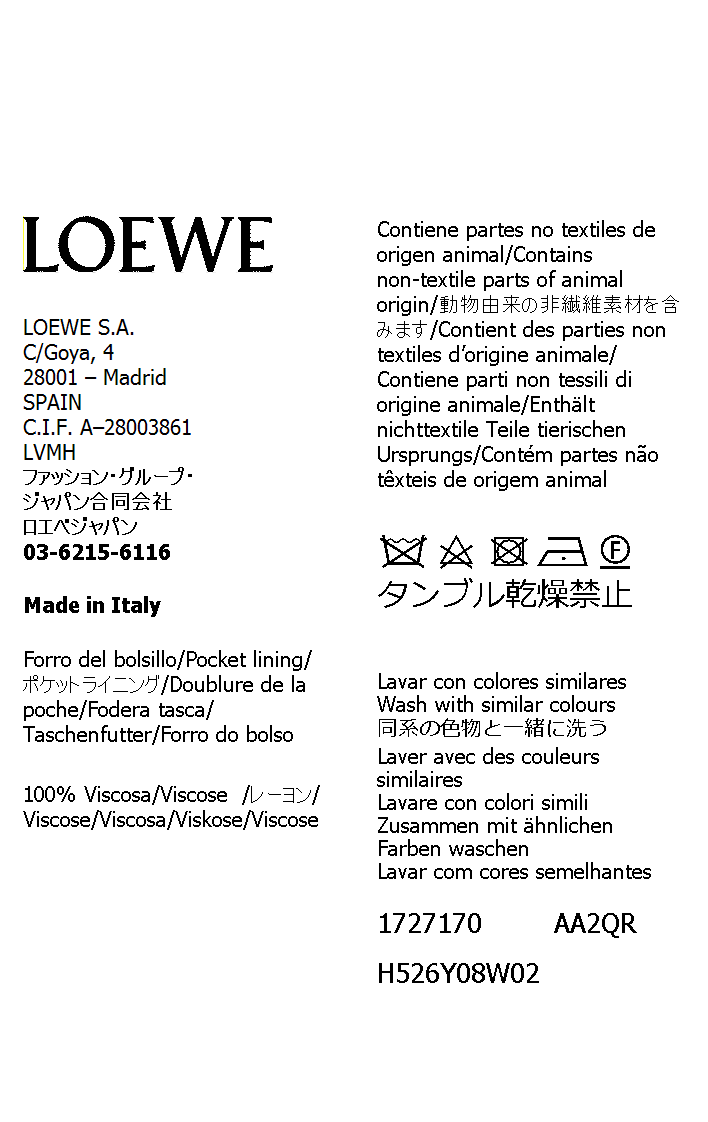 LOEWE
LOEWE S.A.
C/Goya, 4
28001 – Madrid
SPAIN
C.I.F. A–28003861
LVMH
ファッション・グループ・
ジャパン合同会社
ロエベジャパン
03-6215-6116
Made in Italy
Forro del bolsillo/Pocket lining/
ポケットライニング/Doublure de la
poche/Fodera tasca/
Taschenfutter/Forro do bolso
100% Viscosa/Viscose /レーヨン/
Viscose/Viscosa/Viskose/Viscose
Contiene partes no textiles de
origen animal/Contains
non-textile parts of animal
origin/動物由来の非繊維素材を含
みます/Contient des parties non
textiles d’origine animale/
Contiene parti non tessili di
origine animale/Enthält
nichttextile Teile tierischen
Ursprungs/Contém partes não
têxteis de origem animal
F
タンブル乾燥禁止
Lavar con colores similares
Wash with similar colours
同系の色物と一緒に洗う
Laver avec des couleurs
similaires
Lavare con colori simili
Zusammen mit ähnlichen
Farben waschen
Lavar com cores semelhantes
1727170 AA2QR
H526Y08W02